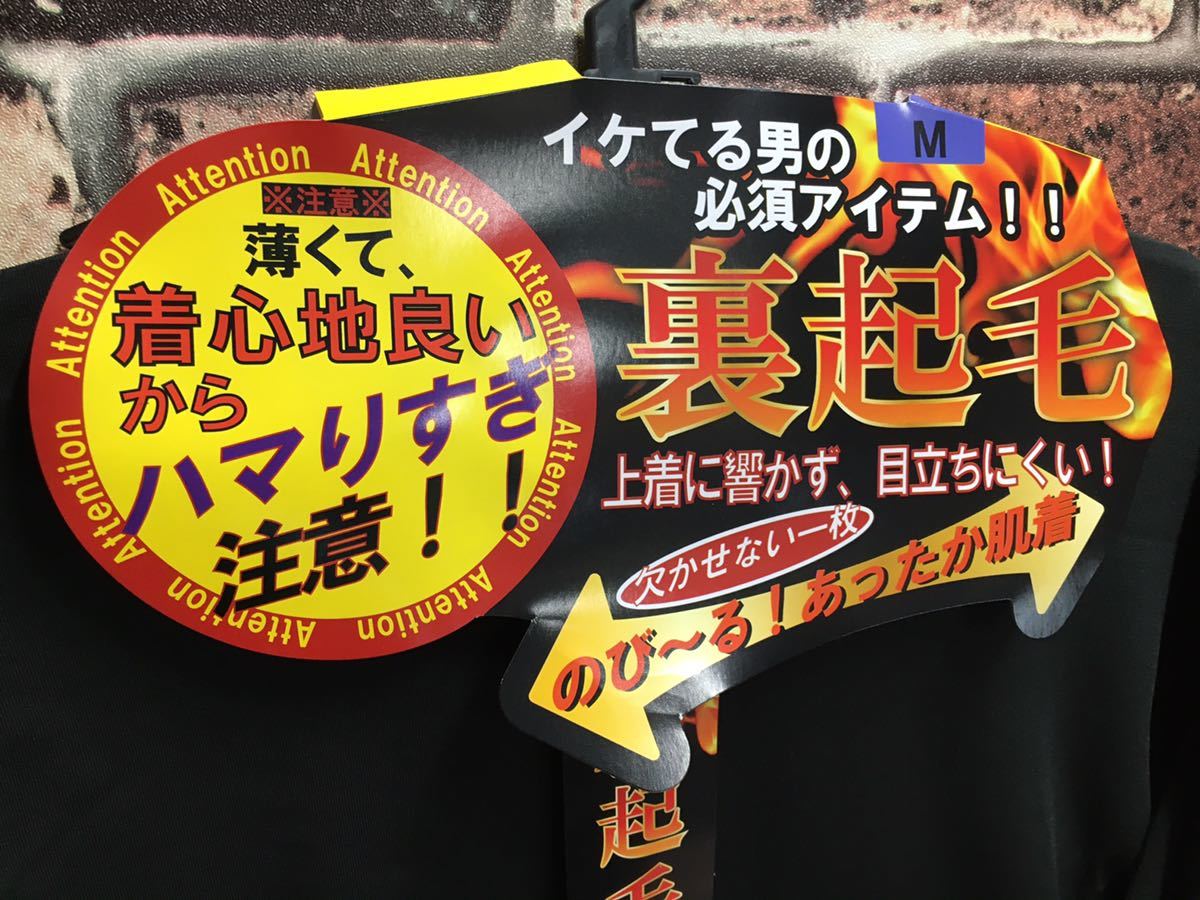 Attention Attention Attention Attention Attention Attention Attention Attention Attention Attention
※注意※
薄くて、
着心地良い
から
ハマりすぎ
注意！！
イケてる男の
必須アイテム！！
M
裏起毛
上着に響かず、目立ちにくい！
欠かせない一枚
のび～る！あったか肌着
起
毛